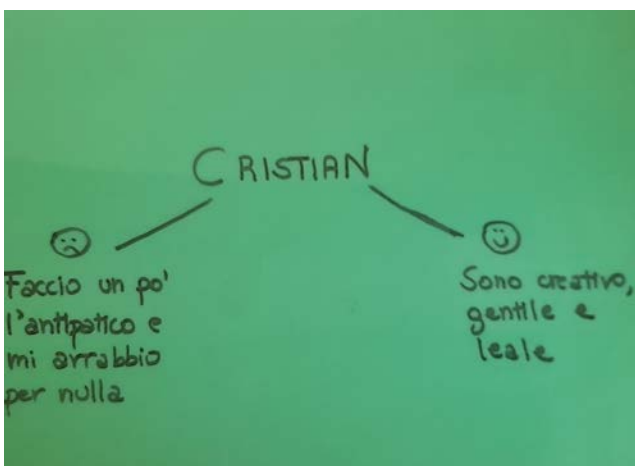 CRISTIAN
Faccio un po'
l'antipatico e
mi arrabbio
per nulla
Sono creativo,
gentile e
leale